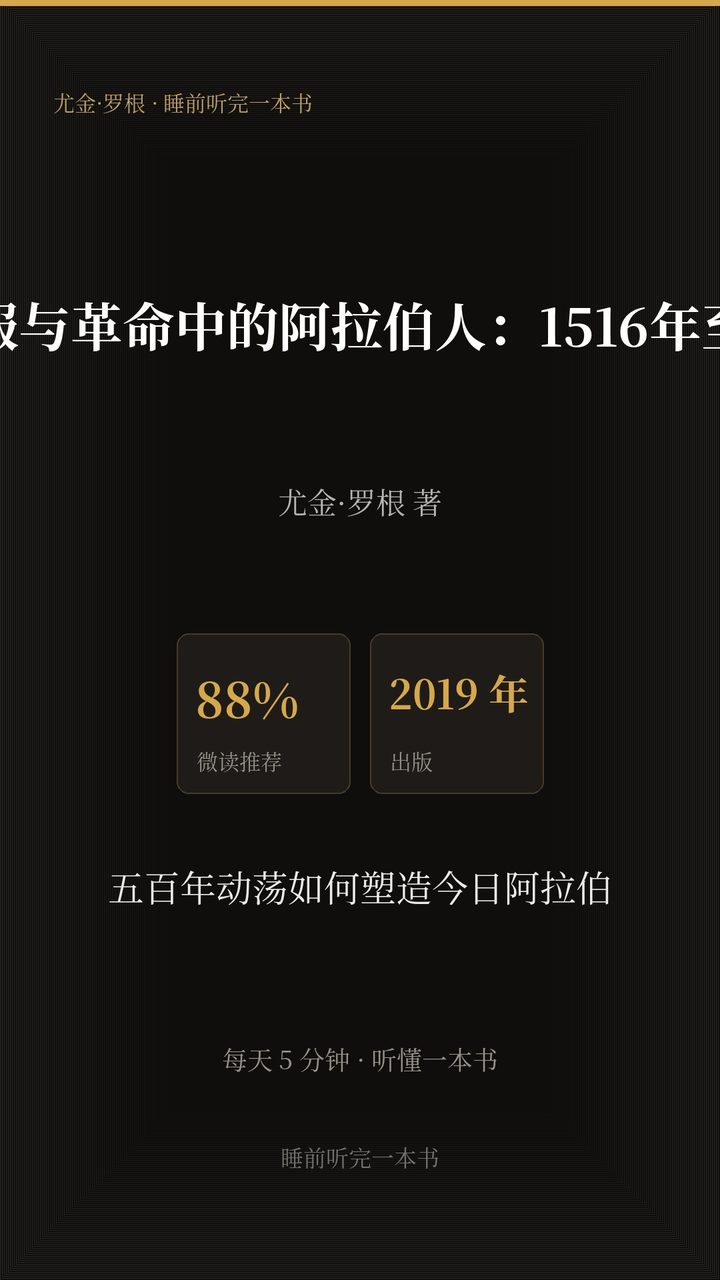 尤金·罗根 · 睡前听完一本书
与革命中的阿拉伯人：1516年
尤金·罗根 著
88%
微读推荐
2019 年
出版
五百年动荡如何塑造今日阿拉伯
每天 5 分钟 · 听懂一本书
睡前听完一本书